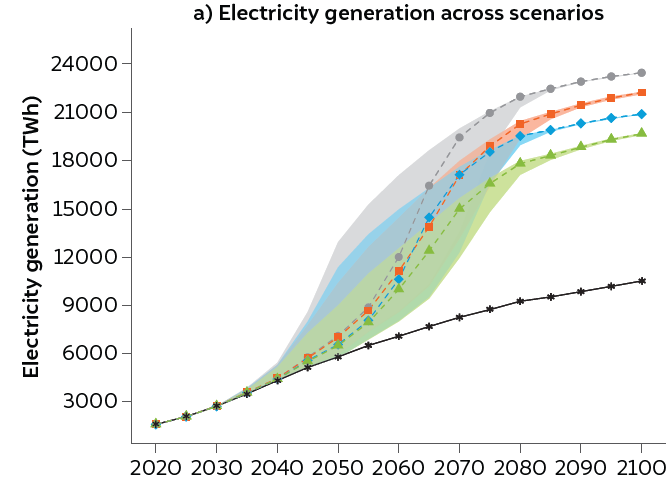 a) Electricity generation across scenarios
Electricity generation (TWh)
24000
21000
18000
15000
12000
9000
6000
3000
2020 2030 2040 2050 2060 2070 2080 2090 2100